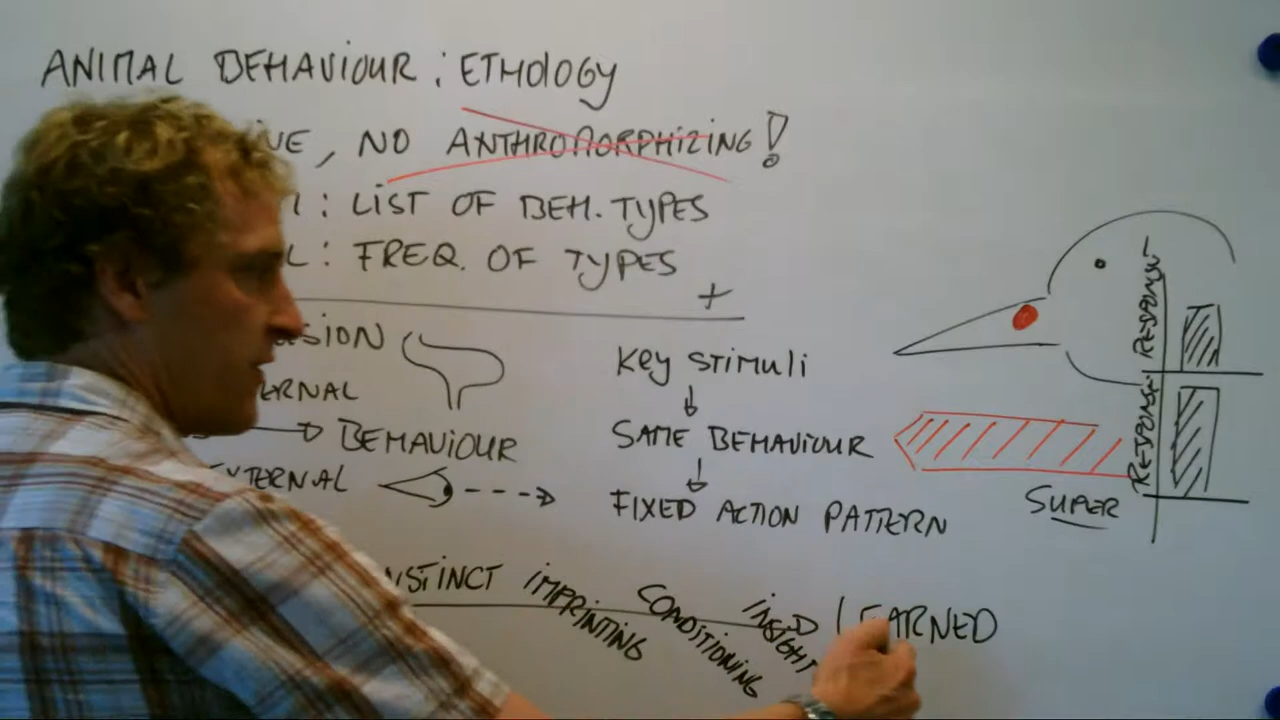 ANIMAL BEHAVIOUR : ETHOLOGY
, NO ANTHROMORPHIZING!
: LIST OF BEH. TYPES
: FREQ. OF TYPES
+
KEY STIMULI
BEHAVIOUR
SAME BEHAVIOUR
FIXED ACTION PATTERN
RESPONSE
RESPONSE
SUPER
IMPRINTING
CONDITIONING
INSIGHT
LEARNED